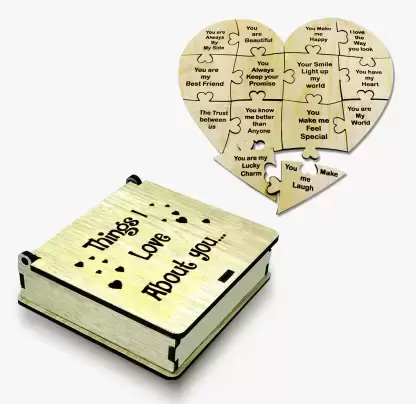 You are
Always
By
My Side
You
are
Beautiful
You Make
me
Happy
I love
the
Way
you look
You are
my
Best Friend
You
Always
Keep your
Promise
Your Smile
Light up
my
world
You have
my
Heart
The Trust
between
us
You know
me better
than
Anyone
You
Make me
Feel
Special
You are
My
World
You are my
Lucky
Charm
You Make
me
Laugh
Things I
Love
About you...